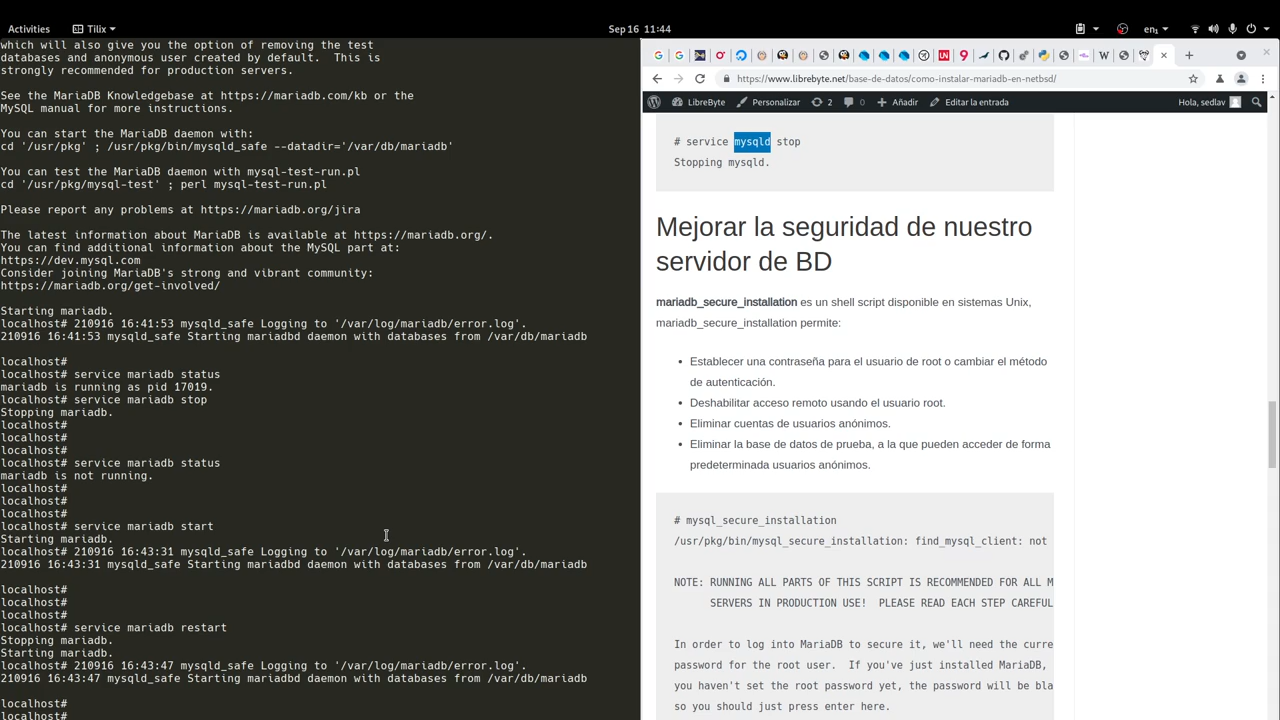 Activities
Tilix
Sep 16 11:44
en₁
which will also give you the option of removing the test
databases and anonymous user created by default.  This is
strongly recommended for production servers.
See the MariaDB Knowledgebase at https://mariadb.com/kb or the
MySQL manual for more instructions.
You can start the MariaDB daemon with:
cd '/usr/pkg' ; /usr/pkg/bin/mysqld_safe --datadir='/var/db/mariadb'
You can test the MariaDB daemon with mysql-test-run.pl
cd '/usr/pkg/mysql-test' ; perl mysql-test-run.pl
Please report any problems at https://mariadb.org/jira
The latest information about MariaDB is available at https://mariadb.org/.
You can find additional information about the MySQL part at:
https://dev.mysql.com
Consider joining MariaDB's strong and vibrant community:
https://mariadb.org/get-involved/
Starting mariadb.
localhost# 210916 16:41:53 mysqld_safe Logging to '/var/log/mariadb/error.log'.
210916 16:41:53 mysqld_safe Starting mariadbd daemon with databases from /var/db/mariadb
localhost#
localhost# service mariadb status
mariadb is running as pid 17019.
localhost# service mariadb stop
Stopping mariadb.
localhost#
localhost#
localhost#
localhost# service mariadb status
mariadb is not running.
localhost#
localhost#
localhost#
localhost# service mariadb start
Starting mariadb.
localhost# 210916 16:43:31 mysqld_safe Logging to '/var/log/mariadb/error.log'.
210916 16:43:31 mysqld_safe Starting mariadbd daemon with databases from /var/db/mariadb
localhost#
localhost#
localhost#
localhost# service mariadb restart
Stopping mariadb.
Starting mariadb.
localhost# 210916 16:43:47 mysqld_safe Logging to '/var/log/mariadb/error.log'.
210916 16:43:47 mysqld_safe Starting mariadbd daemon with databases from /var/db/mariadb
localhost#
localhost#
https://www.librebyte.net/base-de-datos/como-instalar-mariadb-en-netbsd/
LibreByte Personalizar 2 0 Añadir Editar la entrada Hola, sedlav
# service mysqld stop
Stopping mysqld.
Mejorar la seguridad de nuestro
servidor de BD
mariadb_secure_installation es un shell script disponible en sistemas Unix,
mariadb_secure_installation permite:
• Establecer una contraseña para el usuario de root o cambiar el método
de autenticación.
• Deshabilitar acceso remoto usando el usuario root.
• Eliminar cuentas de usuarios anónimos.
• Eliminar la base de datos de prueba, a la que pueden acceder de forma
predeterminada usuarios anónimos.
# mysql_secure_installation
/usr/pkg/bin/mysql_secure_installation: find_mysql_client: not
NOTE: RUNNING ALL PARTS OF THIS SCRIPT IS RECOMMENDED FOR ALL M
SERVERS IN PRODUCTION USE!  PLEASE READ EACH STEP CAREFUL
In order to log into MariaDB to secure it, we'll need the curre
password for the root user.  If you've just installed MariaDB,
you haven't set the root password yet, the password will be bla
so you should just press enter here.